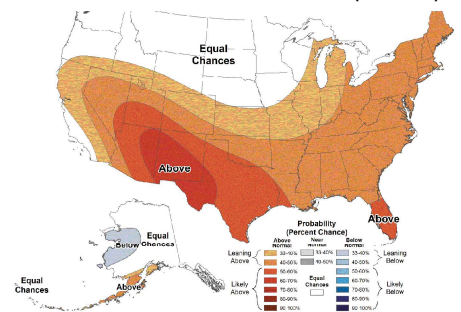 Equal
Chances
Above
Above
Below
Equal
Chances
Above
Equal
Chances
Probability
(Percent Chance)
Above
Normal
Near
Normal
Below
Normal
Leaning
Above
Likely
Above
33-40%
40-50%
50-60%
60-70%
70-80%
80-90%
90-100%
33-40%
40-50%
Equal
Chances
33-40%
40-50%
50-60%
60-70%
70-80%
80-90%
90-100%
Leaning
Below
Likely
Below